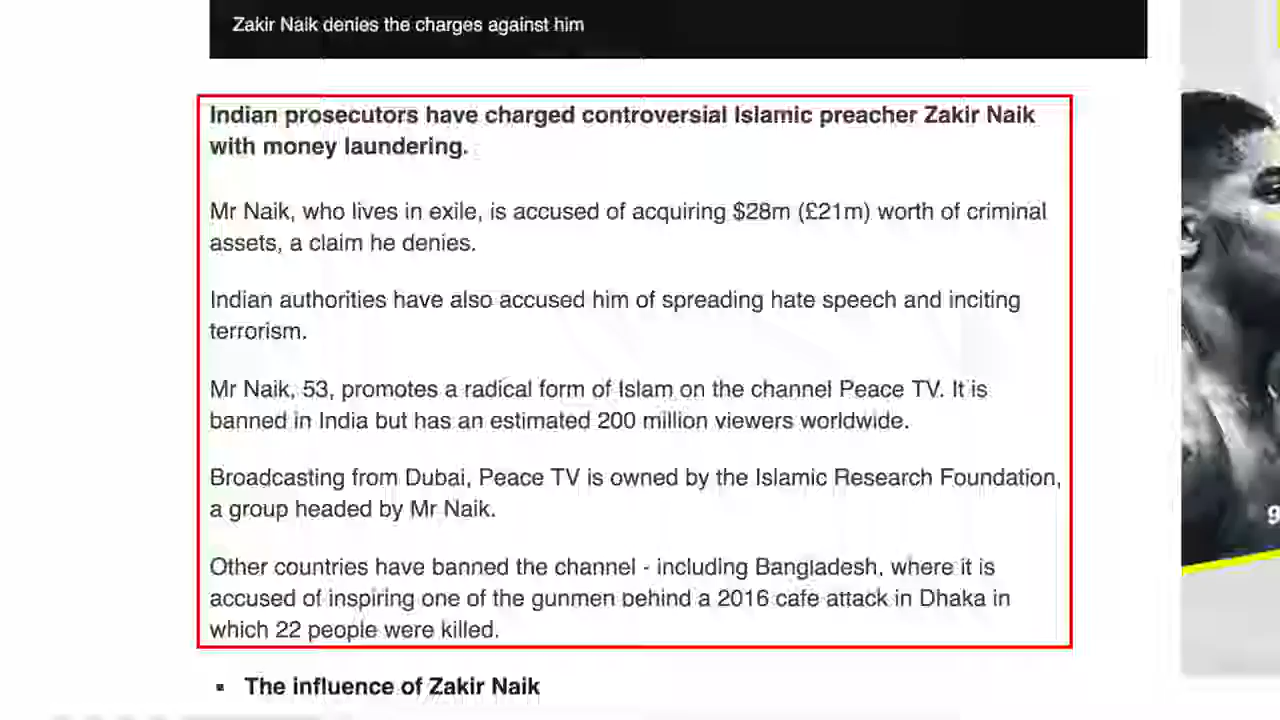 Zakir Naik denies the charges against him
Indian prosecutors have charged controversial Islamic preacher Zakir Naik
with money laundering.
Mr Naik, who lives in exile, is accused of acquiring $28m (£21m) worth of criminal
assets, a claim he denies.
Indian authorities have also accused him of spreading hate speech and inciting
terrorism.
Mr Naik, 53, promotes a radical form of Islam on the channel Peace TV. It is
banned in India but has an estimated 200 million viewers worldwide.
Broadcasting from Dubai, Peace TV is owned by the Islamic Research Foundation,
a group headed by Mr Naik.
Other countries have banned the channel - including Bangladesh, where it is
accused of inspiring one of the gunmen behind a 2016 cafe attack in Dhaka in
which 22 people were killed.
▪ The influence of Zakir Naik